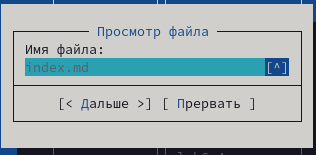 Просмотр файла
Имя файла:
index.md [^]
[< Дальше >] [ Прервать ]